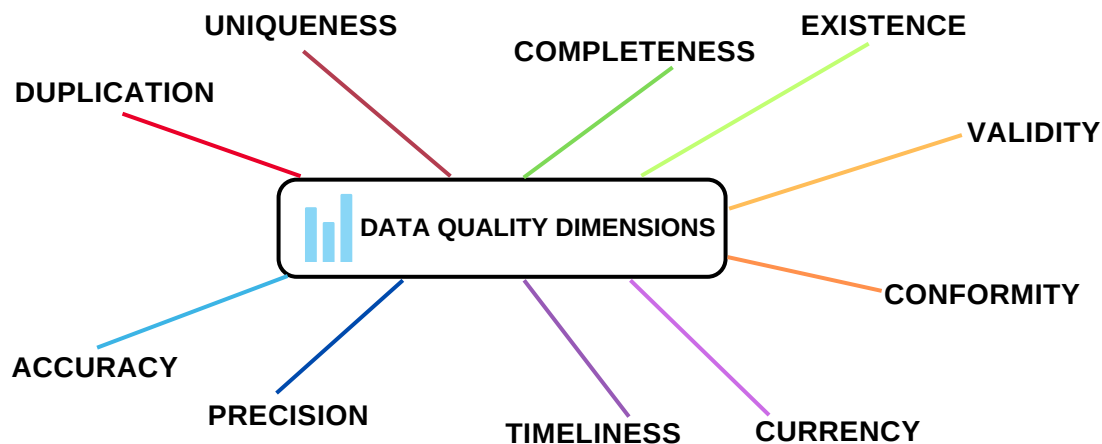 UNIQUENESS
EXISTENCE
COMPLETENESS
DUPLICATION
VALIDITY
DATA QUALITY DIMENSIONS
CONFORMITY
ACCURACY
PRECISION
TIMELINESS
CURRENCY